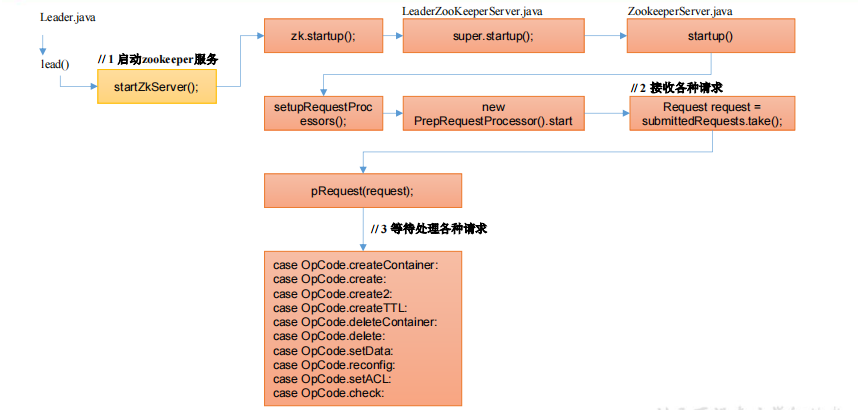 Leader.java
LeaderZooKeeperServer.java
ZookeeperServer.java
lead()
// 1 启动zookeeper服务
startZkServer();
zk.startup();
super.startup();
startup()
// 2 接收各种请求
setupRequestProc
essors();
new
PrepRequestProcessor().start
Request request =
submittedRequests.take();
pRequest(request);
// 3 等待处理各种请求
case OpCode.createContainer:
case OpCode.create:
case OpCode.create2:
case OpCode.createTTL:
case OpCode.deleteContainer:
case OpCode.delete:
case OpCode.setData:
case OpCode.reconfig:
case OpCode.setACL:
case OpCode.check: